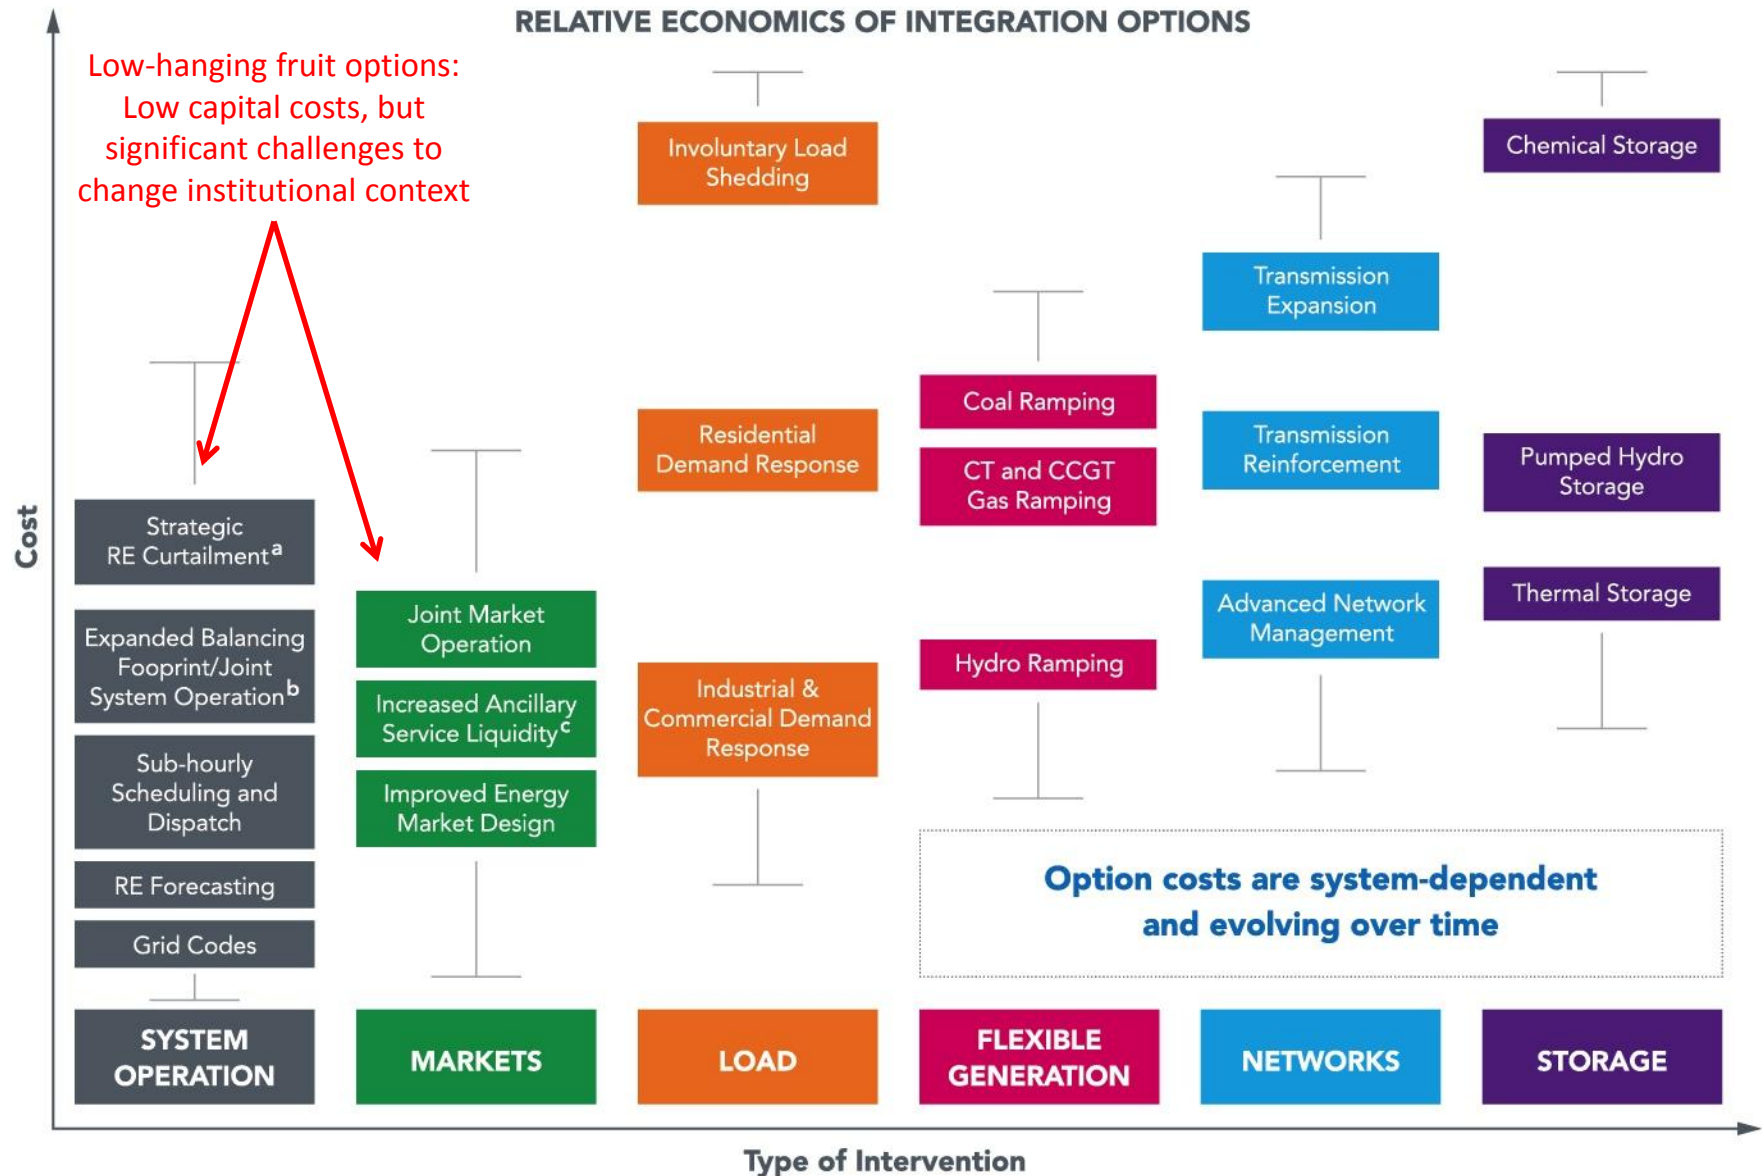 RELATIVE ECONOMICS OF INTEGRATION OPTIONS
Low-hanging fruit options:
Low capital costs, but
significant challenges to
change institutional context
Cost
Strategic
RE Curtailment a
Expanded Balancing
Fooprint/Joint
System Operation b
Sub-hourly
Scheduling and
Dispatch
RE Forecasting
Grid Codes
SYSTEM
OPERATION
Joint Market
Operation
Increased Ancillary
Service Liquidity c
Improved Energy
Market Design
MARKETS
Involuntary Load
Shedding
Residential
Demand Response
Industrial &
Commercial Demand
Response
LOAD
Coal Ramping
CT and CCGT
Gas Ramping
Hydro Ramping
FLEXIBLE
GENERATION
Transmission
Expansion
Transmission
Reinforcement
Advanced Network
Management
NETWORKS
Chemical Storage
Pumped Hydro
Storage
Thermal Storage
STORAGE
Option costs are system-dependent
and evolving over time
Type of Intervention